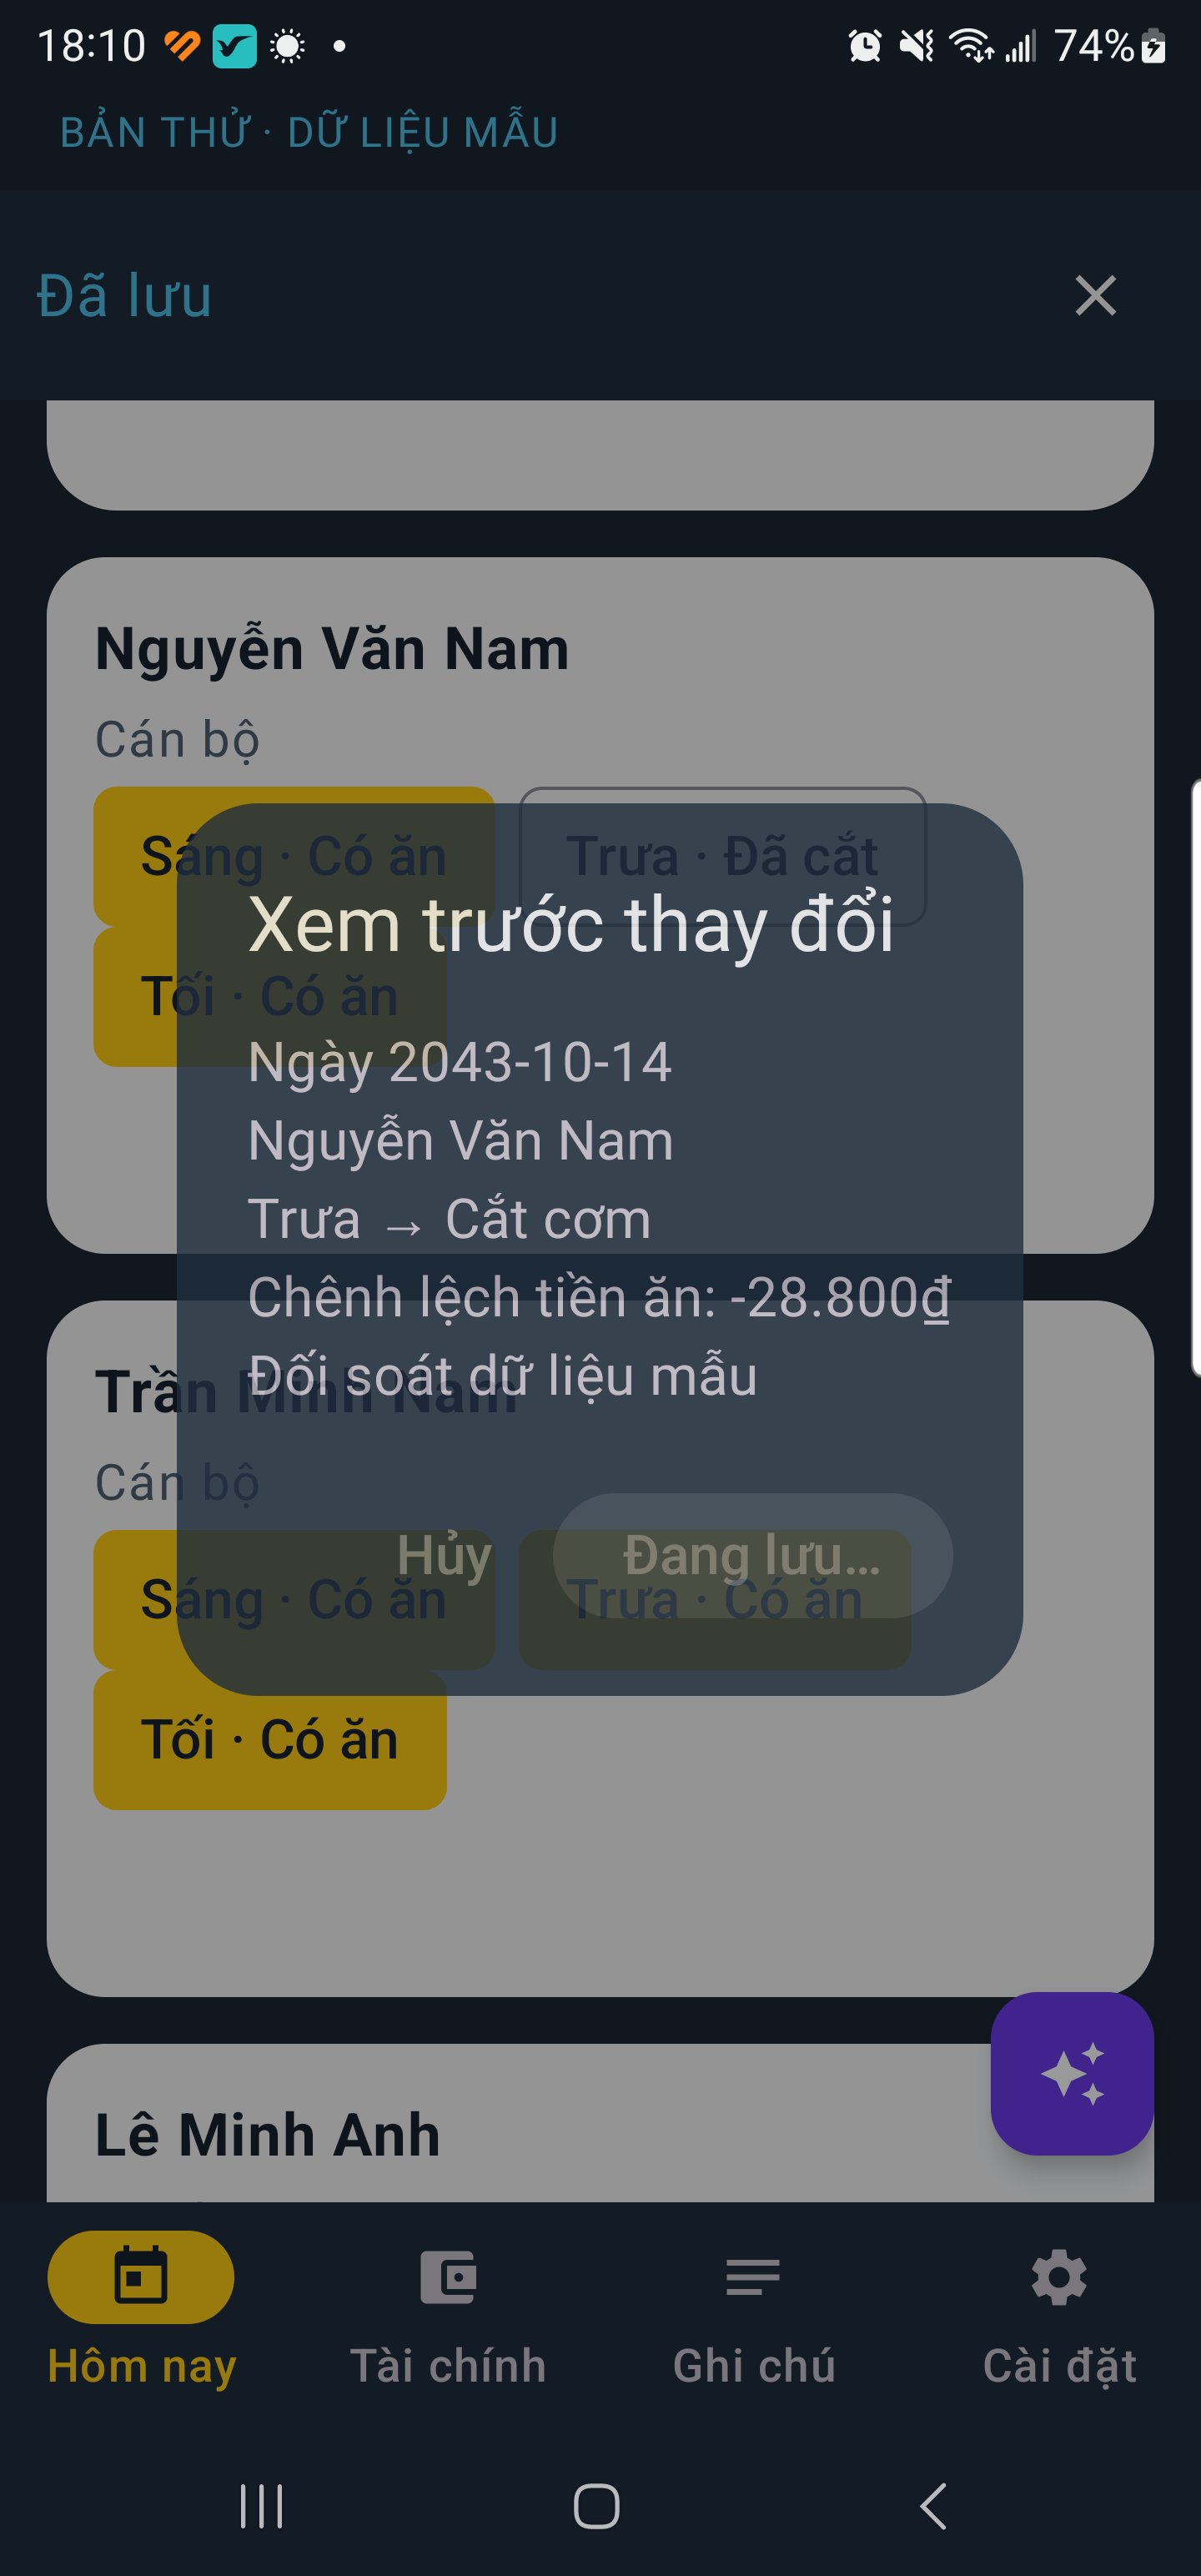 18:10
74%
BẢN THỬ · DỮ LIỆU MẪU
Đã lưu
Nguyễn Văn Nam
Cán bộ
Sáng · Có ăn
Trưa · Đã cắt
Tối · Có ăn
Xem trước thay đổi
Ngày 2043-10-14
Nguyễn Văn Nam
Trưa → Cắt cơm
Chênh lệch tiền ăn: -28.800₫
Đối soát dữ liệu mẫu
Hủy
Đang lưu...
Trần Minh Nam
Cán bộ
Sáng · Có ăn
Trưa · Có ăn
Tối · Có ăn
Lê Minh Anh
Hôm nay
Tài chính
Ghi chú
Cài đặt